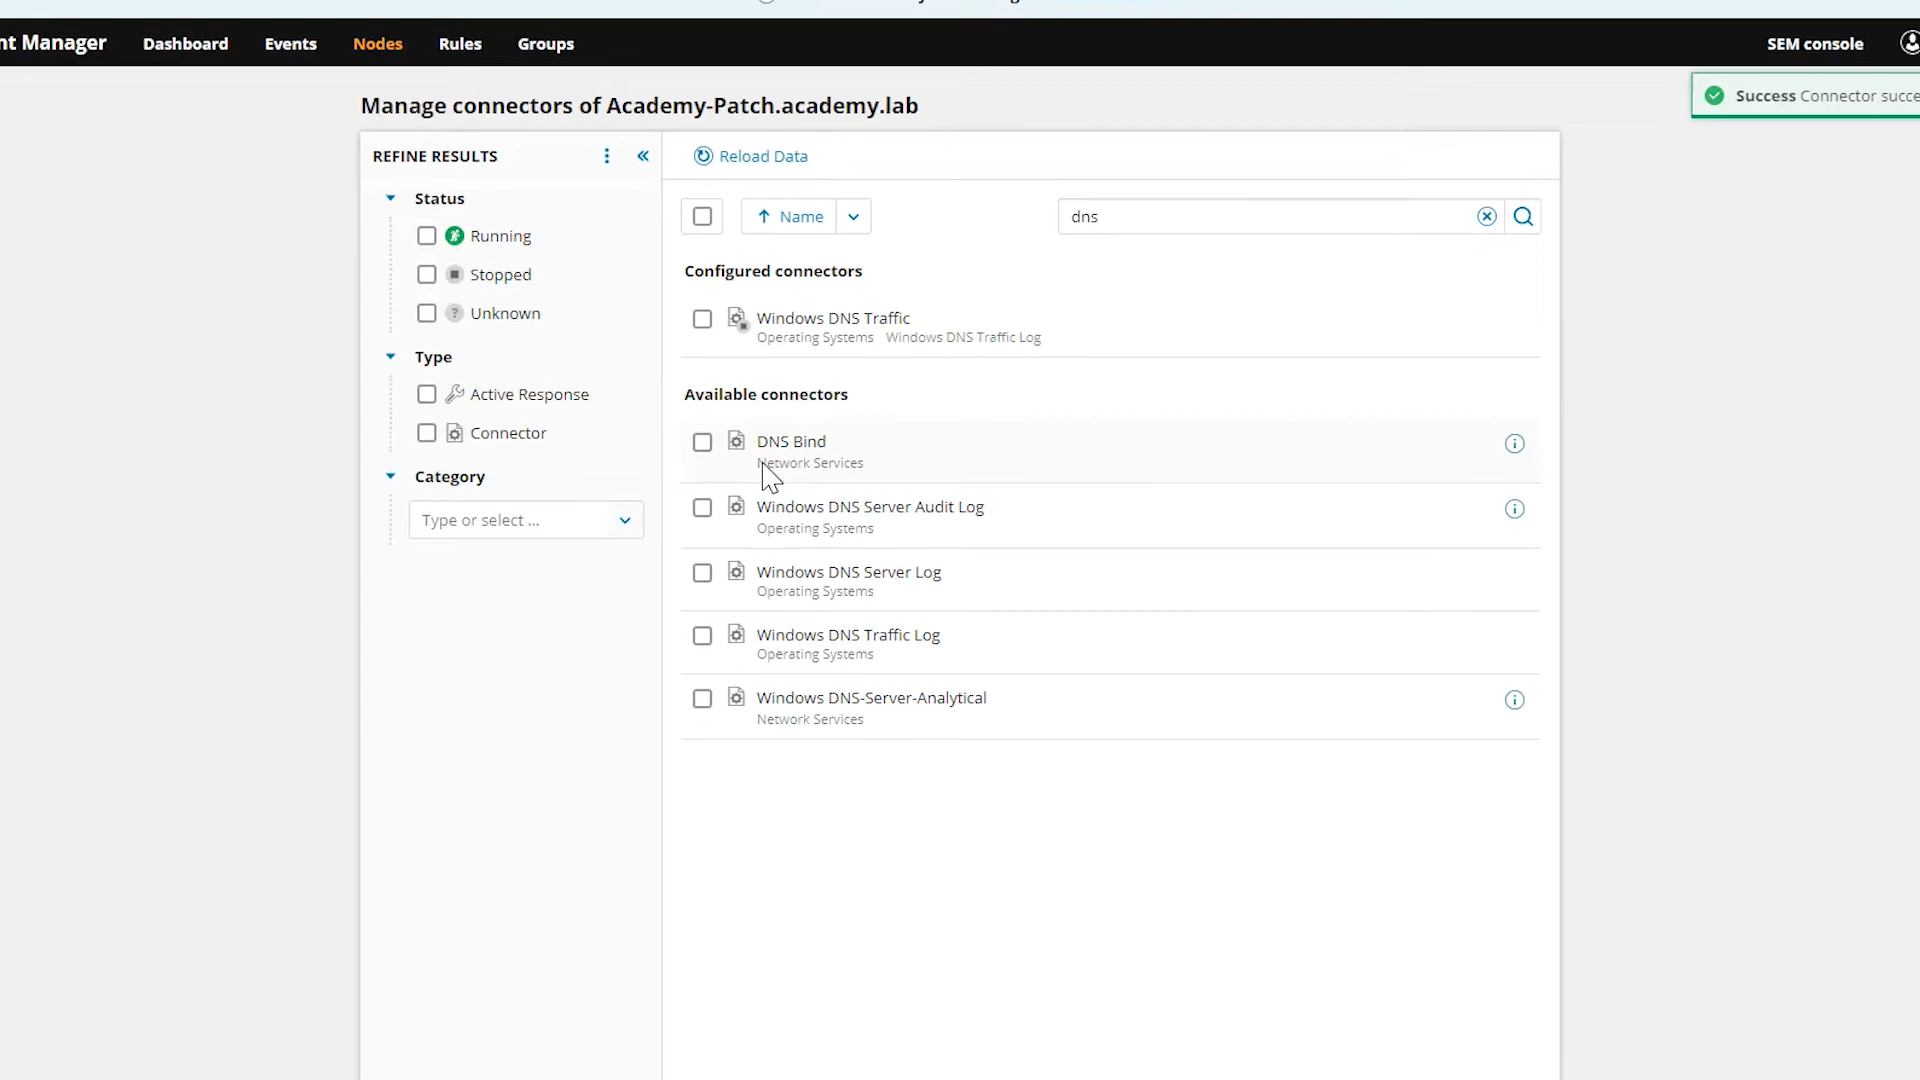 nt Manager
Dashboard
Events
Nodes
Rules
Groups
SEM console
Success Connector succe
Manage connectors of Academy-Patch.academy.lab
REFINE RESULTS
Status
Running
Stopped
Unknown
Type
Active Response
Connector
Category
Type or select ...
Reload Data
Name
dns
Configured connectors
Windows DNS Traffic
Operating Systems Windows DNS Traffic Log
Available connectors
DNS Bind
Network Services
Windows DNS Server Audit Log
Operating Systems
Windows DNS Server Log
Operating Systems
Windows DNS Traffic Log
Operating Systems
Windows DNS-Server-Analytical
Network Services